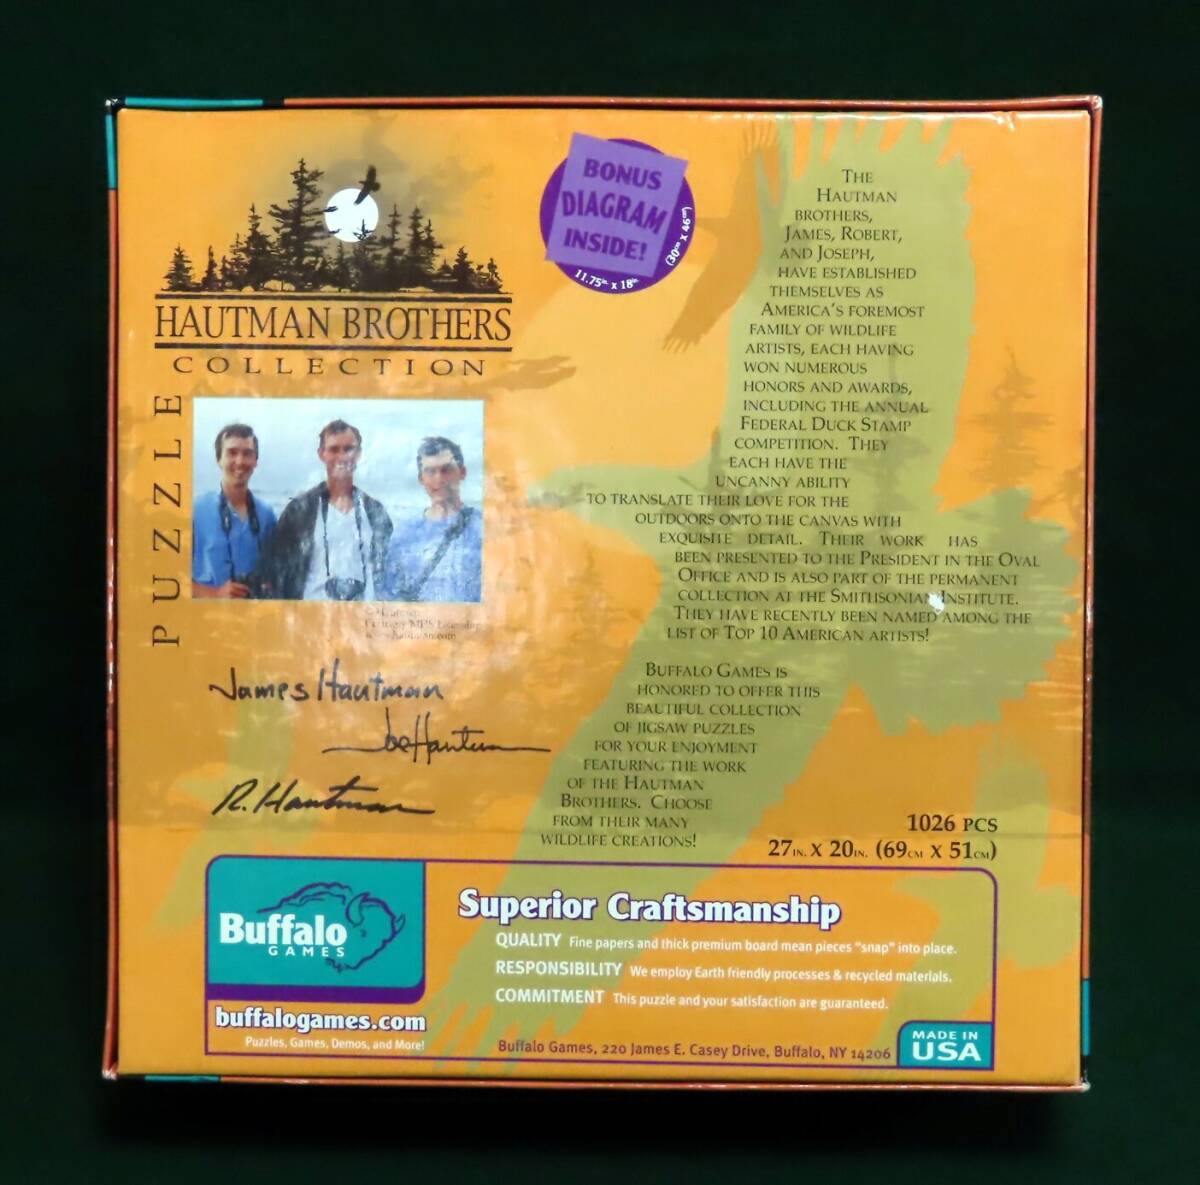 HAUTMAN BROTHERS
COLLECTION
PUZZLE
BONUS
DIAGRAM
INSIDE!
11.75in. x 18in.
(30cm x 46cm)
THE
HAUTMAN
BROTHERS,
JAMES, ROBERT,
AND JOSEPH,
HAVE ESTABLISHED
THEMSELVES AS
AMERICA'S FOREMOST
FAMILY OF WILDLIFE
ARTISTS, EACH HAVING
WON NUMEROUS
HONORS AND AWARDS,
INCLUDING THE ANNUAL
FEDERAL DUCK STAMP
COMPETITION. THEY
EACH HAVE THE
UNCANNY ABILITY
TO TRANSLATE THEIR LOVE FOR THE
OUTDOORS ONTO THE CANVAS WITH
EXQUISITE DETAIL. THEIR WORK HAS
BEEN PRESENTED TO THE PRESIDENT IN THE OVAL
OFFICE AND IS ALSO PART OF THE PERMANENT
COLLECTION AT THE SMITHSONIAN INSTITUTE.
THEY HAVE RECENTLY BEEN NAMED AMONG THE
LIST OF TOP 10 AMERICAN ARTISTS!
© Hautman
Courtesy MHS Licensing
James Hautman
Joe Hautman
R. Hautman
BUFFALO GAMES IS
HONORED TO OFFER THIS
BEAUTIFUL COLLECTION
OF JIGSAW PUZZLES
FOR YOUR ENJOYMENT
FEATURING THE WORK
OF THE HAUTMAN
BROTHERS. CHOOSE
FROM THEIR MANY
WILDLIFE CREATIONS!
1026 PCS
27IN. X 20IN. (69CM X 51CM)
Buffalo
GAMES
buffalogames.com
Puzzles, Games, Demos, and More!
Superior Craftsmanship
QUALITY Fine papers and thick premium board mean pieces "snap" into place.
RESPONSIBILITY We employ Earth friendly processes & recycled materials.
COMMITMENT This puzzle and your satisfaction are guaranteed.
Buffalo Games, 220 James E. Casey Drive, Buffalo, NY 14206
MADE IN
USA